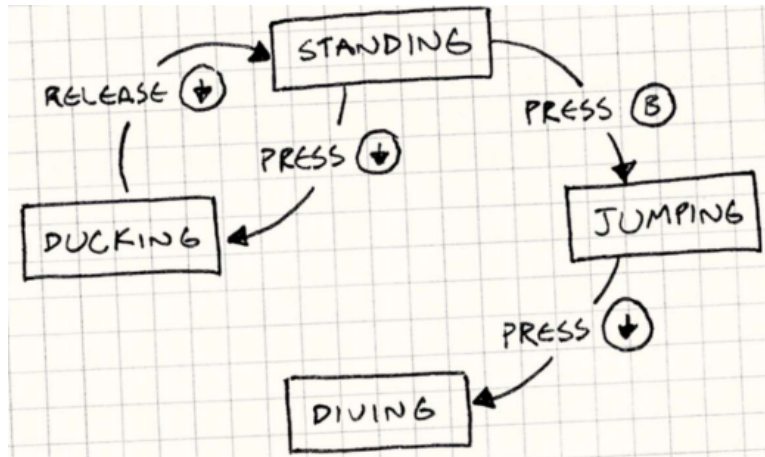 STANDING
RELEASE ↓
PRESS B
PRESS ↓
DUCKING
JUMPING
PRESS ↓
DIVING